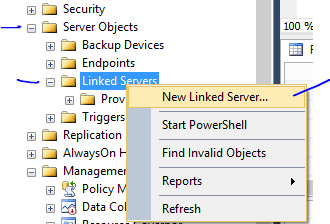 Security
100 %
Server Objects
Backup Devices
Endpoints
Linked Servers
Prov
New Linked Server...
Triggers
Start PowerShell
Replication
Find Invalid Objects
AlwaysOn H
Managemen
Reports
Policy M
Data Col
Refresh